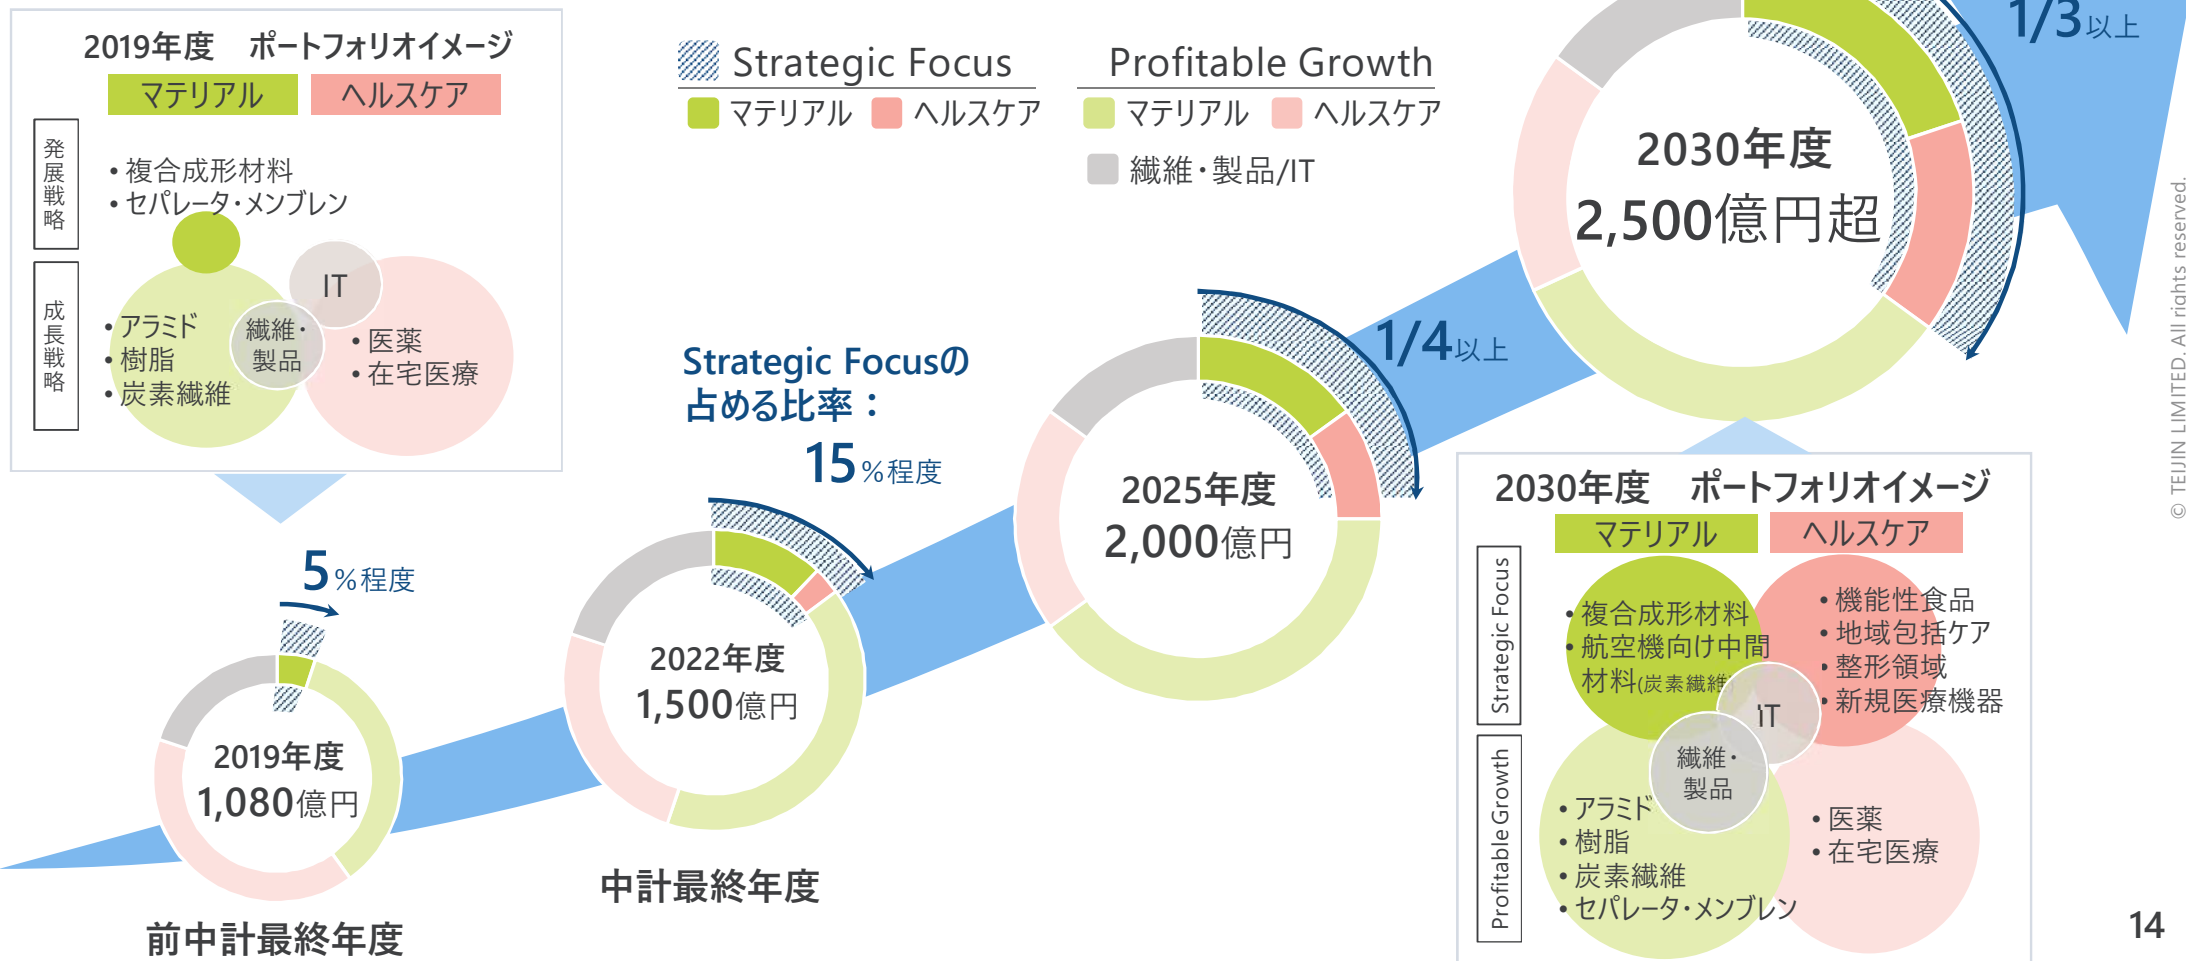 2019年度 ポートフォリオイメージ
マテリアル ヘルスケア
発展戦略
• 複合成形材料
• セパレータ・メンブレン
成長戦略
IT
繊維・
製品
• アラミド
• 樹脂
• 炭素繊維
• 医薬
• 在宅医療
Strategic Focus
マテリアル ヘルスケア
Profitable Growth
マテリアル ヘルスケア
繊維・製品/IT
5%程度
2019年度
1,080億円
前中計最終年度
Strategic Focusの
占める比率：
15%程度
2022年度
1,500億円
中計最終年度
1/4以上
2025年度
2,000億円
1/3以上
2030年度
2,500億円超
2030年度 ポートフォリオイメージ
マテリアル ヘルスケア
Strategic Focus
• 複合成形材料
• 航空機向け中間
材料(炭素繊維)
• 機能性食品
• 地域包括ケア
• 整形領域
• 新規医療機器
IT
繊維・
製品
Profitable Growth
• アラミド
• 樹脂
• 炭素繊維
• セパレータ・メンブレン
• 医薬
• 在宅医療
© TEIJIN LIMITED. All rights reserved.
14